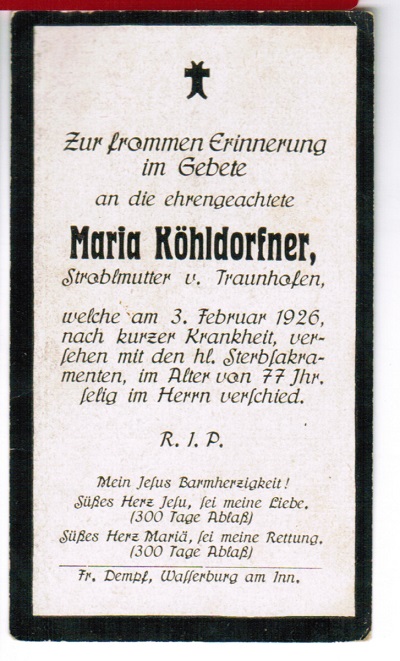 Zur frommen Erinnerung
im Gebete
an die ehrengeachtete
Maria Köhldorfner,
Stroblmutter v. Traunhofen,
welche am 3. Februar 1926,
nach kurzer Krankheit, ver-
sehen mit den hl. Sterbsakra-
menten, im Alter von 77 Jhr.
selig im Herrn verschied.
R. I. P.
Mein Jesus Barmherzigkeit!
Süßes Herz Jesu, sei meine Liebe.
(300 Tage Ablaß)
Süßes Herz Mariä, sei meine Rettung.
(300 Tage Ablaß)
Fr. Dempf, Wasserburg am Inn.